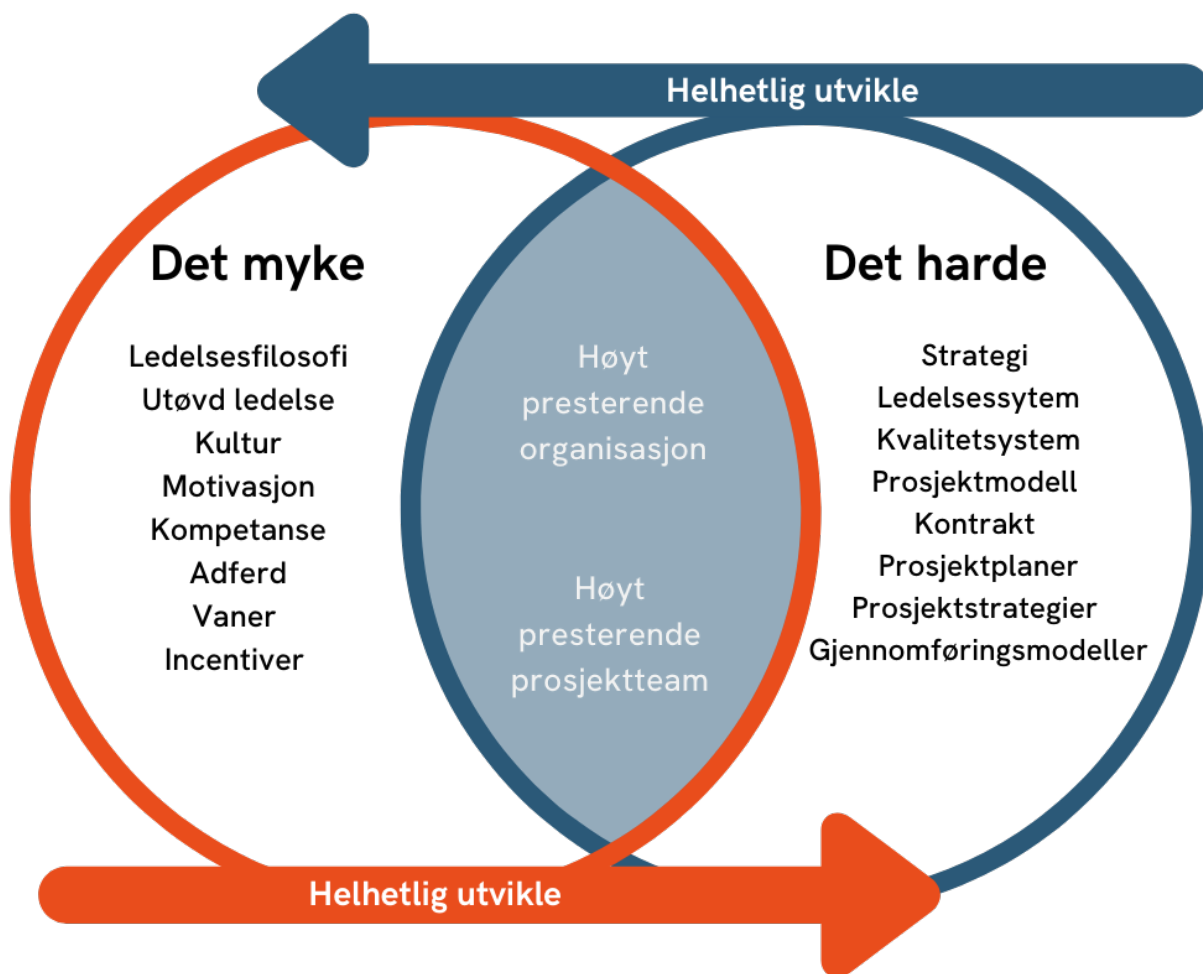 Helhetlig utvikle
Det myke
Ledelsesfilosofi
Utøvd ledelse
Kultur
Motivasjon
Kompetanse
Adferd
Vaner
Incentiver
Høyt
presterende
organisasjon
Høyt
presterende
prosjektteam
Det harde
Strategi
Ledelsessytem
Kvalitetsystem
Prosjektmodell
Kontrakt
Prosjektplaner
Prosjektstrategier
Gjennomføringsmodeller
Helhetlig utvikle